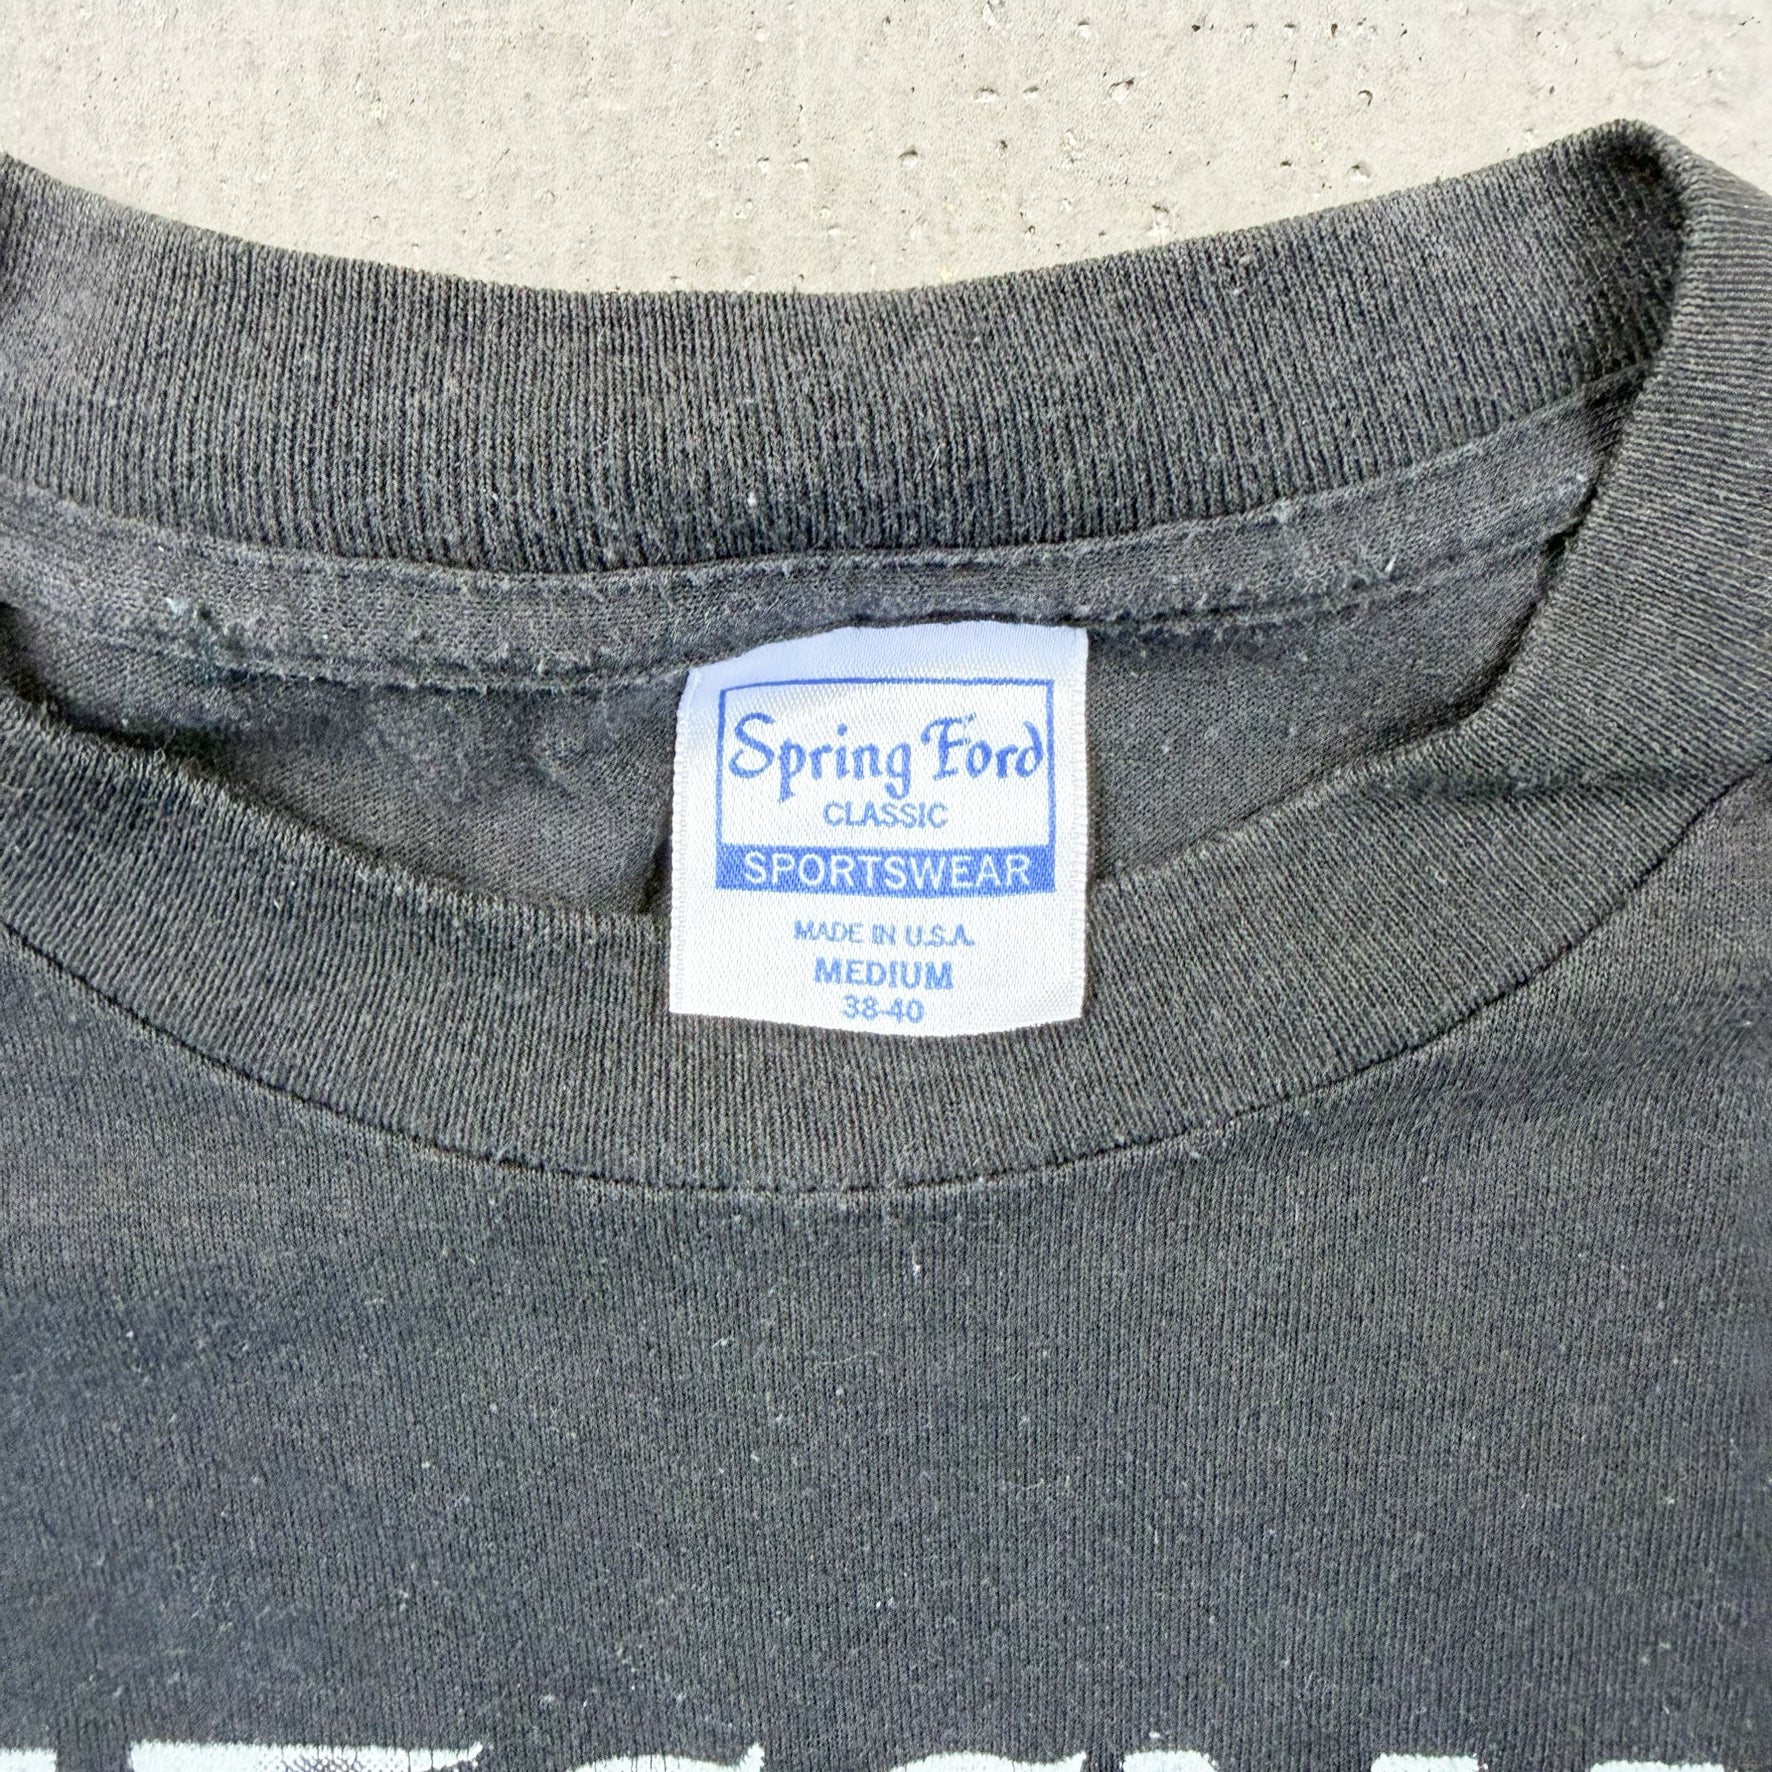 Spring Ford
CLASSIC
SPORTSWEAR
MADE IN U.S.A.
MEDIUM
38-40